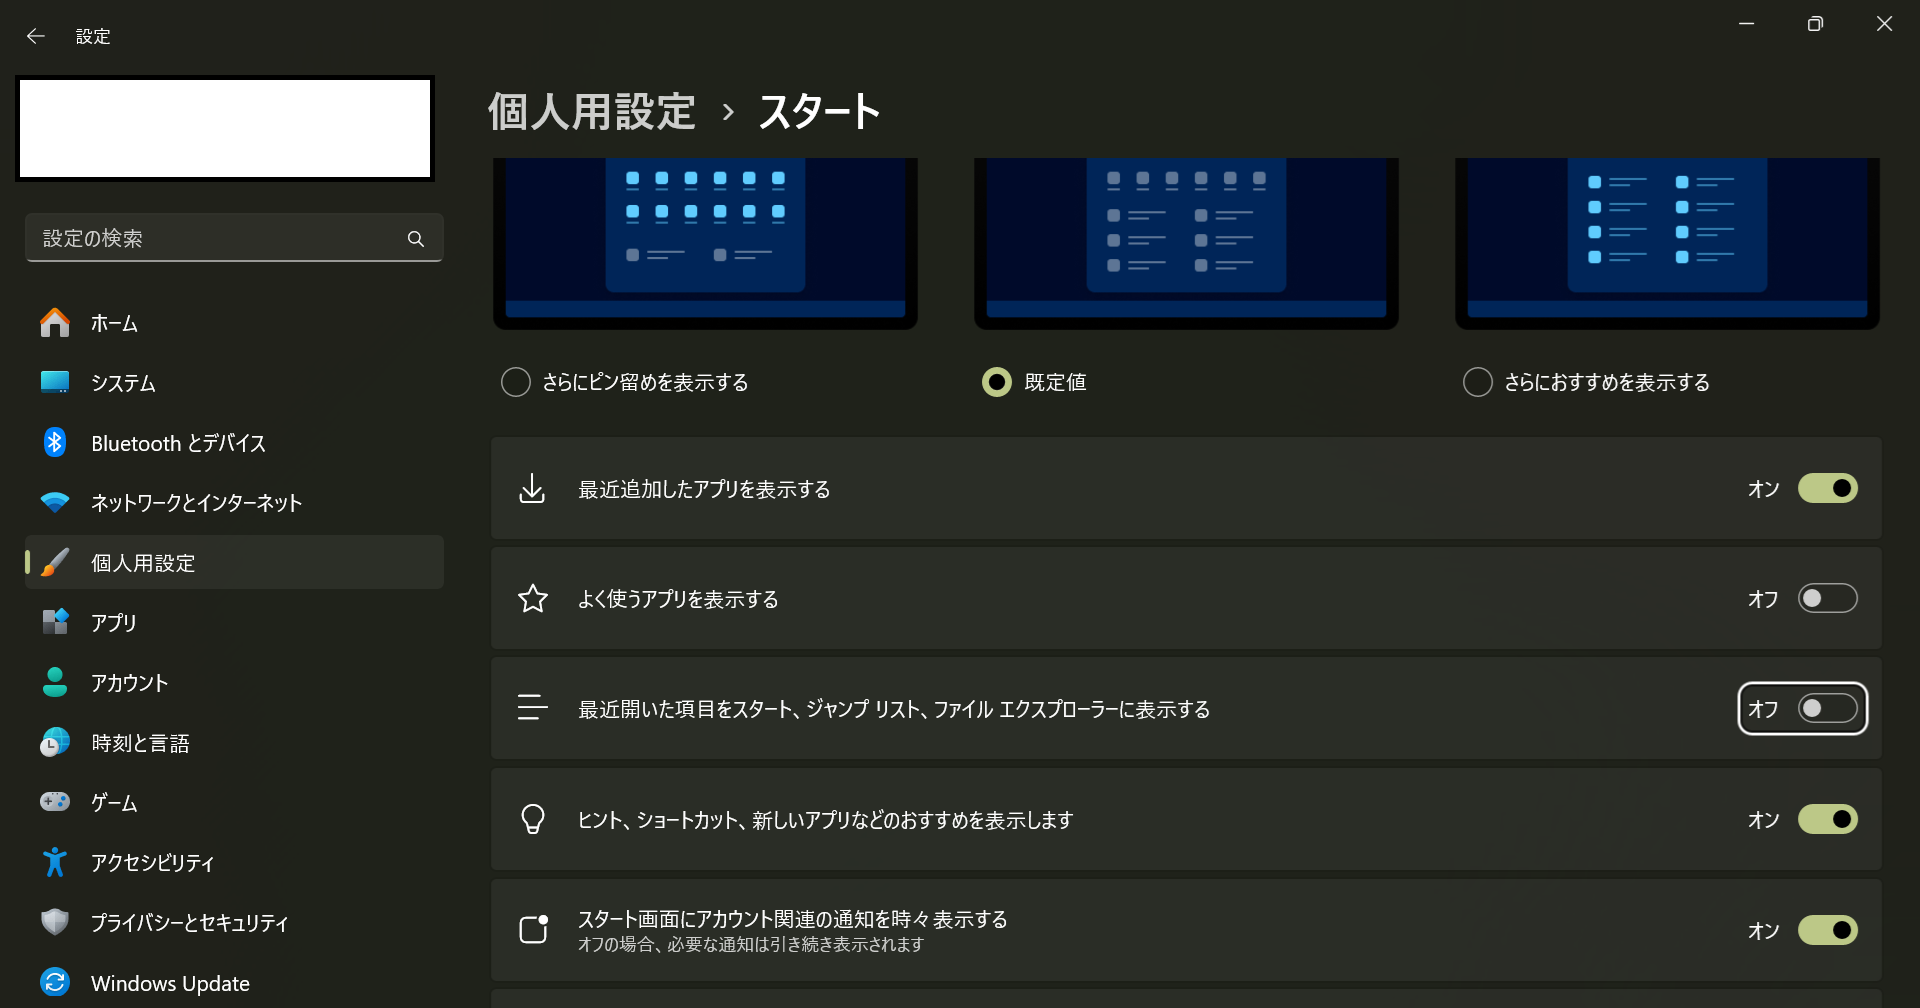 設定
設定の検索
ホーム
システム
Bluetooth とデバイス
ネットワークとインターネット
個人用設定
アプリ
アカウント
時刻と言語
ゲーム
アクセシビリティ
プライバシーとセキュリティ
Windows Update
個人用設定 › スタート
さらにピン留めを表示する
既定値
さらにおすすめを表示する
最近追加したアプリを表示する オン
よく使うアプリを表示する オフ
最近開いた項目をスタート、ジャンプ リスト、ファイル エクスプローラーに表示する オフ
ヒント、ショートカット、新しいアプリなどのおすすめを表示します オン
スタート画面にアカウント関連の通知を時々表示する オン
オフの場合、必要な通知は引き続き表示されます